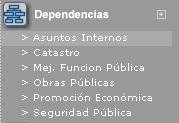 Dependencias
> Asuntos Internos
> Catastro
> Mej. Funcion Pública
> Obras Públicas
> Promoción Económica
> Seguridad Pública